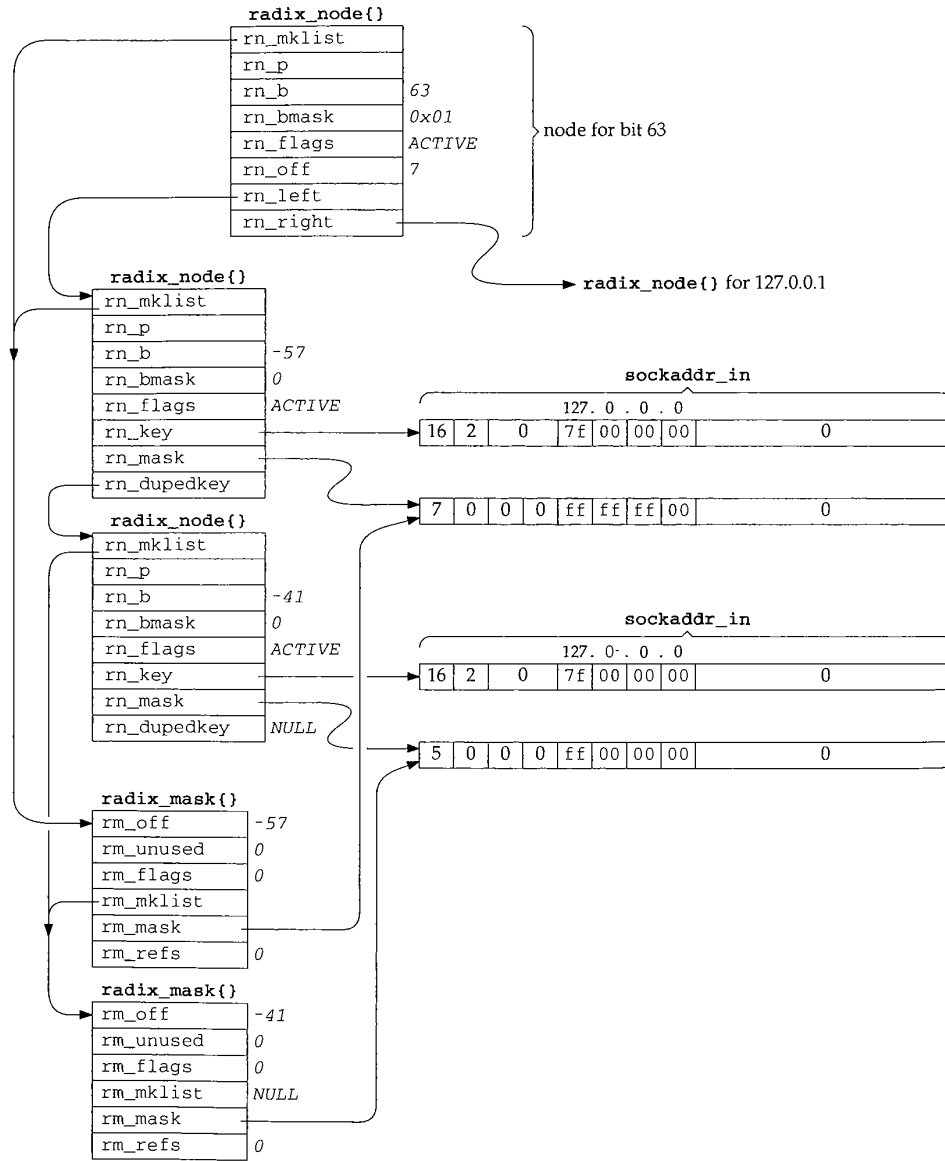 radix_node{}
rn_mklist
rn_p
rn_b 63
rn_bmask 0x01
rn_flags ACTIVE
rn_off 7
rn_left
rn_right
node for bit 63
radix_node{} for 127.0.0.1
radix_node{}
rn_mklist
rn_p
rn_b -57
rn_bmask 0
rn_flags ACTIVE
rn_key
rn_mask
rn_dupedkey
sockaddr_in
127. 0 . 0 . 0
16 2 0 7f 00 00 00 0
7 0 0 0 ff ff ff 00 0
radix_node{}
rn_mklist
rn_p
rn_b -41
rn_bmask 0
rn_flags ACTIVE
rn_key
rn_mask
rn_dupedkey NULL
sockaddr_in
127. 0 . 0 . 0
16 2 0 7f 00 00 00 0
5 0 0 0 ff 00 00 00 0
radix_mask{}
rm_off -57
rm_unused 0
rm_flags 0
rm_mklist
rm_mask
rm_refs 0
radix_mask{}
rm_off -41
rm_unused 0
rm_flags 0
rm_mklist NULL
rm_mask
rm_refs 0